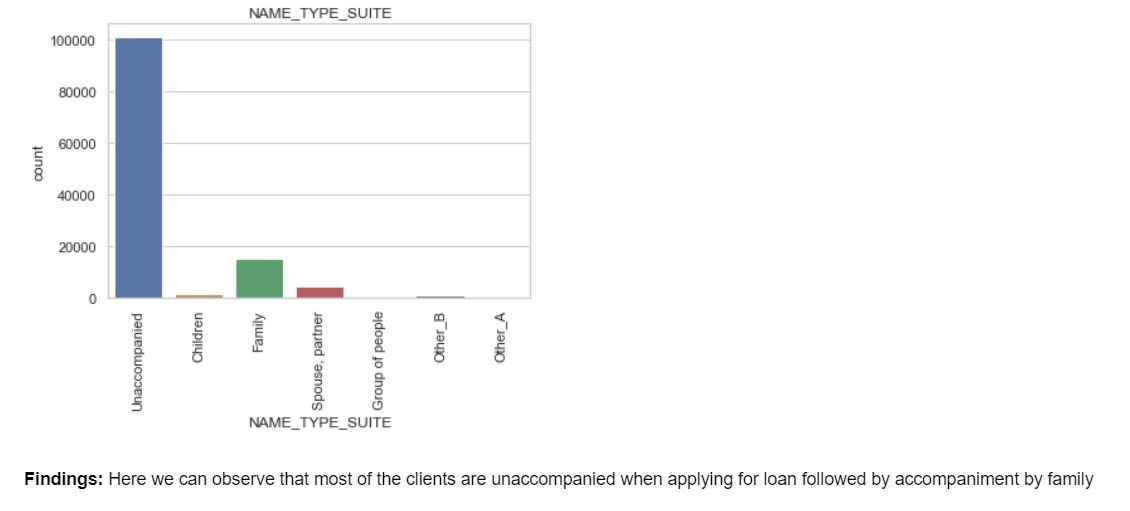 NAME_TYPE_SUITE
100000
80000
60000
40000
20000
0
count
Unaccompanied
Children
Family
Spouse, partner
Group of people
Other_B
Other_A
NAME_TYPE_SUITE
Findings: Here we can observe that most of the clients are unaccompanied when applying for loan followed by accompaniment by family